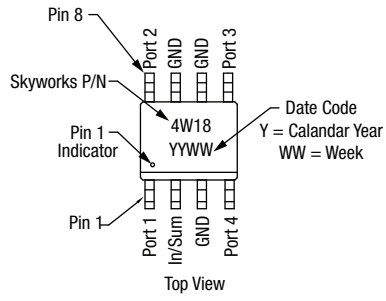 Pin 8
Port 2
GND
GND
Port 3
Skyworks P/N
4W18
YYWW
Date Code
Y = Calandar Year
WW = Week
Pin 1
Indicator
Pin 1
Port 1
In/Sum
GND
Port 4
Top View